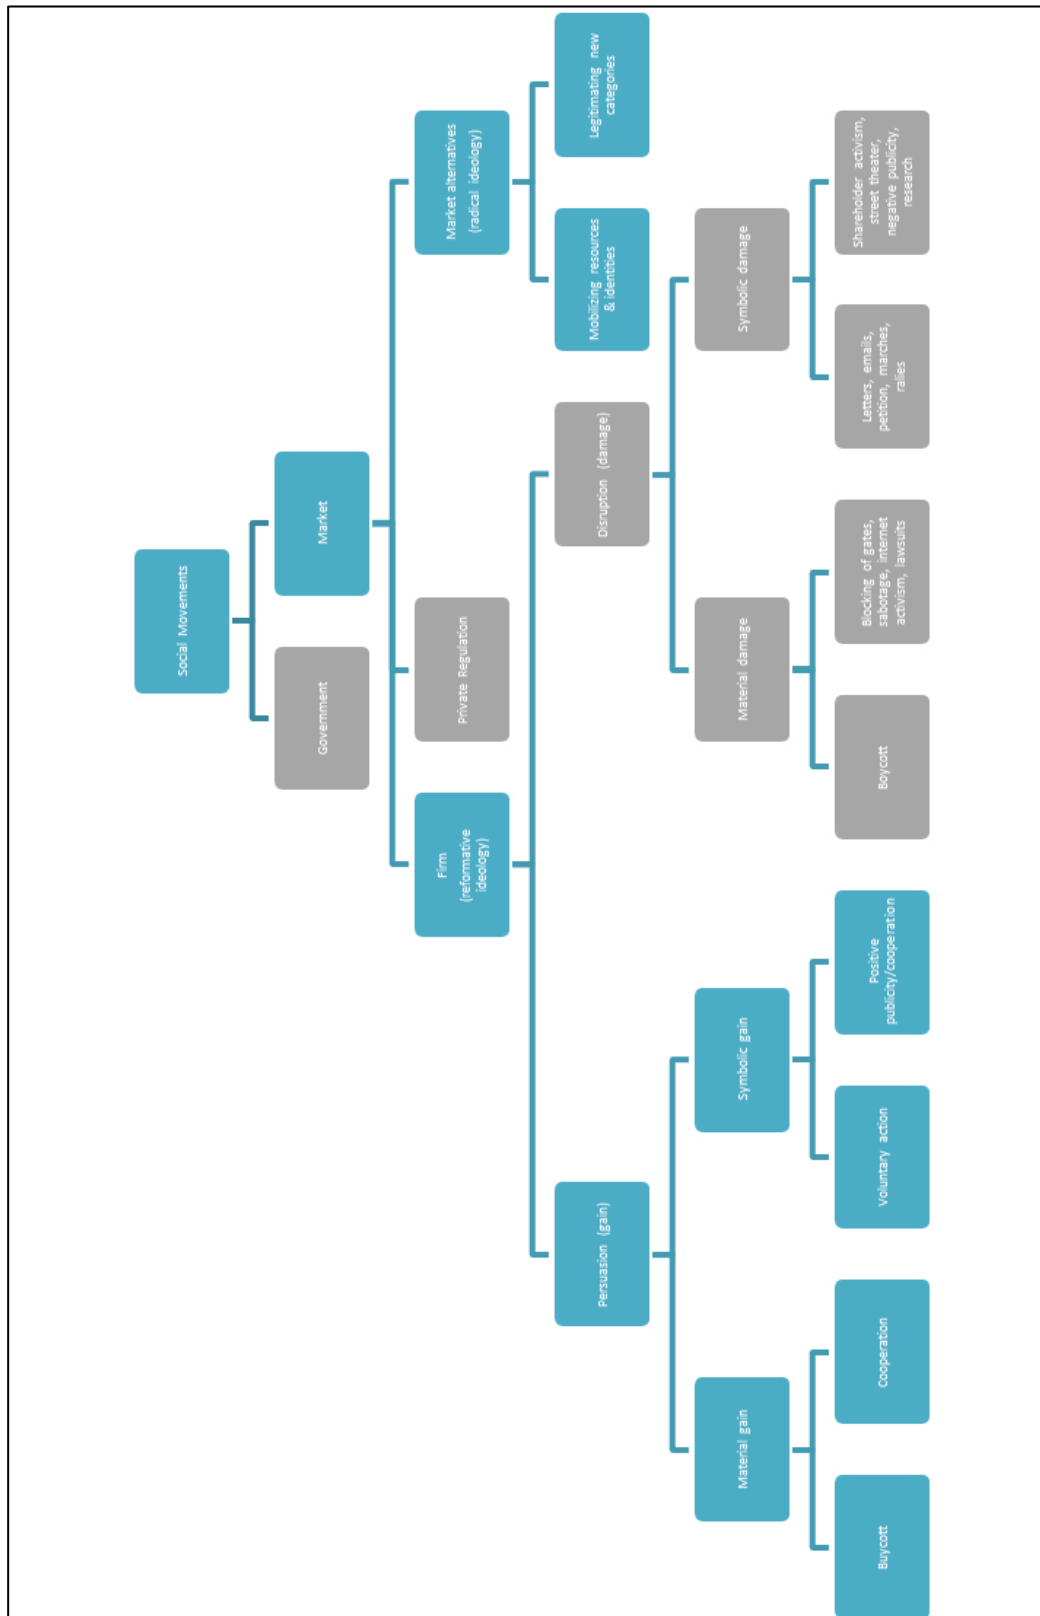 Social Movements
Government
Market
Firm
(reformative
ideology)
Private Regulation
Market alternatives
(radical ideology)
Persuasion (gain)
Disruption (damage)
Mobilizing resources
& identities
Legitimating new
categories
Material gain
Symbolic gain
Material damage
Symbolic damage
Buycott
Cooperation
Voluntary action
Positive
publicity/cooperation
Boycott
Blocking of gates,
sabotage, internet
activism, lawsuits
Letters, emails,
petition, marches,
ralies
Shareholder activism,
street theater,
negative publicity,
research